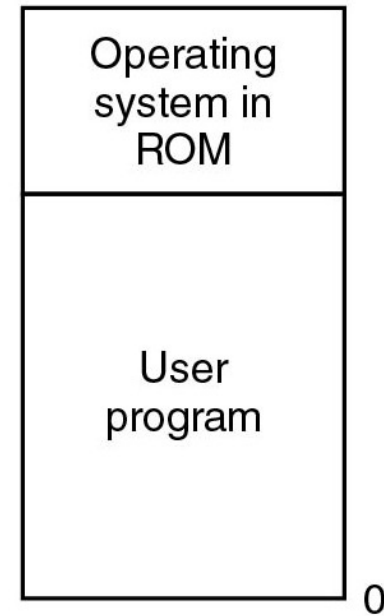 Operating
system in
ROM
User
program
0